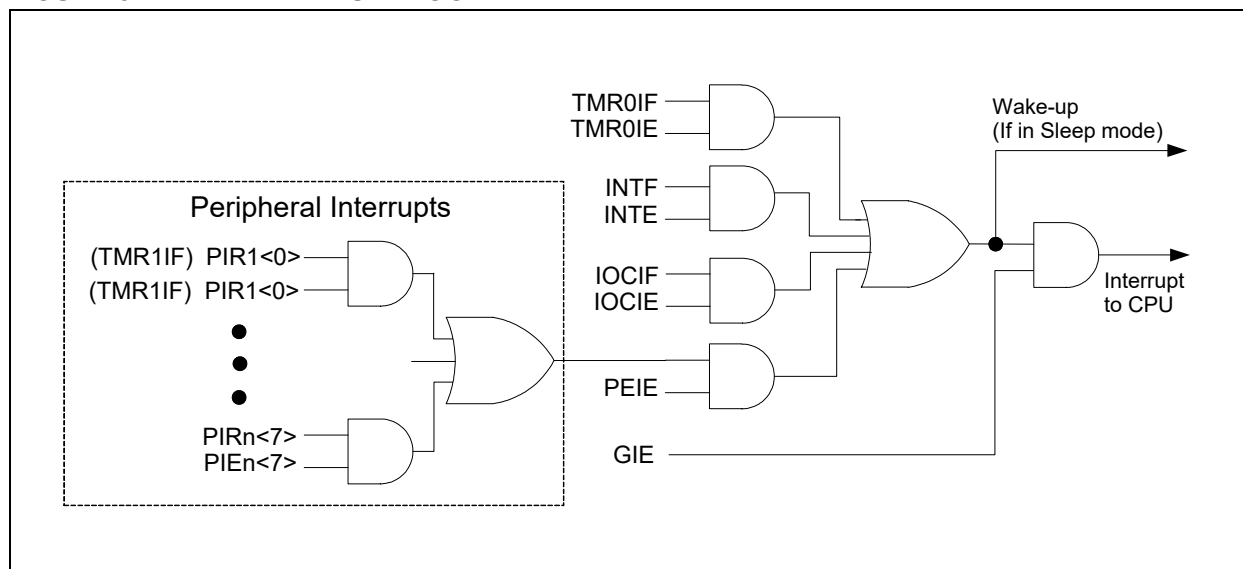 TMR0IF
TMR0IE
Wake-up
(If in Sleep mode)
INTF
INTE
Peripheral Interrupts
(TMR1IF) PIR1<0>
(TMR1IF) PIR1<0>
IOCIF
IOCIE
Interrupt
to CPU
PEIE
PIRn<7>
PIEn<7>
GIE